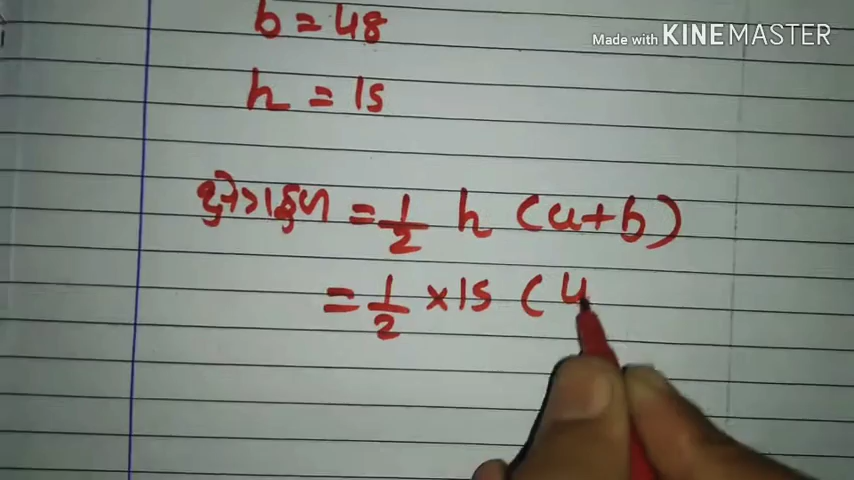 b = 48
Made with KINEMASTER
h = 15
ક્ષેત્રફળ = 1/2 h (a+b)
= 1/2 ×15 ( 4